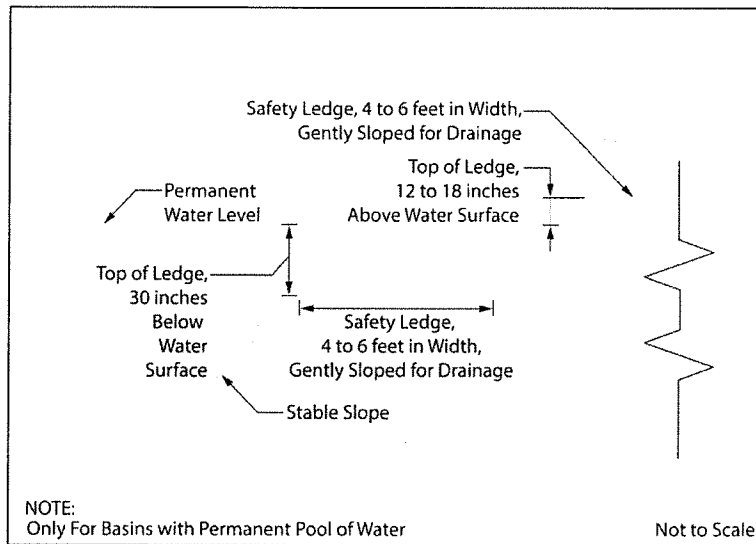 Safety Ledge, 4 to 6 feet in Width,
Gently Sloped for Drainage
Top of Ledge,
12 to 18 inches
Above Water Surface
Permanent
Water Level
Top of Ledge,
30 inches
Below
Water
Surface
Safety Ledge,
4 to 6 feet in Width,
Gently Sloped for Drainage
Stable Slope
NOTE:
Only For Basins with Permanent Pool of Water
Not to Scale